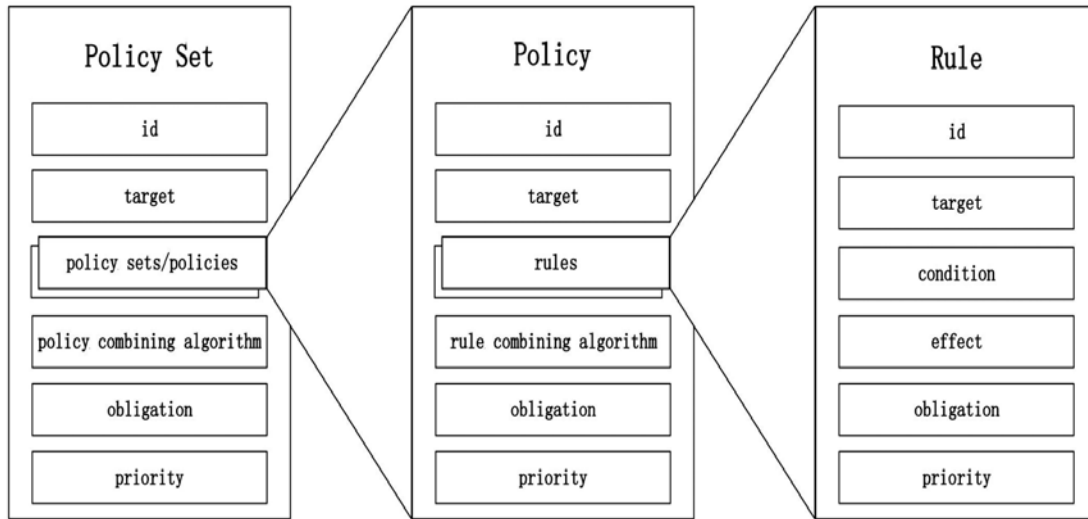 Policy Set
id
target
policy sets/policies
policy combining algorithm
obligation
priority
Policy
id
target
rules
rule combining algorithm
obligation
priority
Rule
id
target
condition
effect
obligation
priority